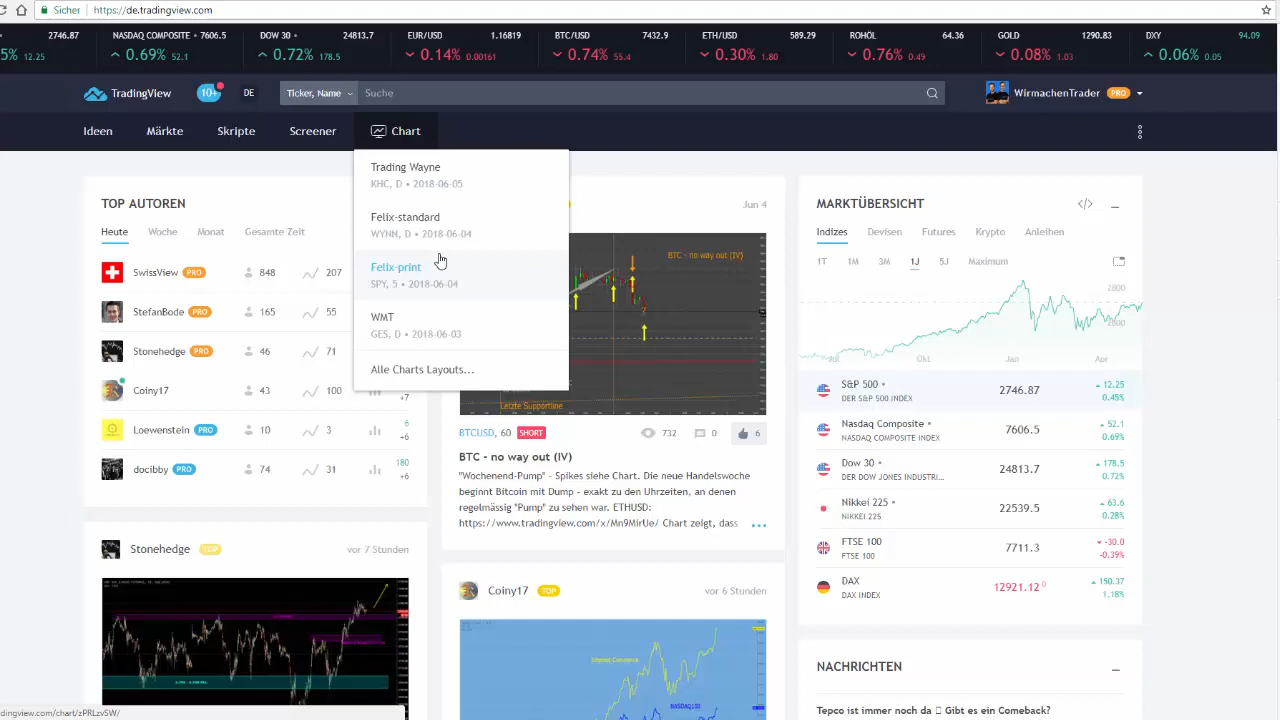 Sicher https://de.tradingview.com
2746.87 NASDAQ COMPOSITE • 7606.5 DOW 30 • 24813.7 EUR/USD 1.16819 BTC/USD 7432.9 ETH/USD 589.29 ROHÖL 64.36 GOLD 1290.83 DXY 94.09
5% 12.25 0.69% 52.1 0.72% 178.5 0.14% 0.00161 0.74% 55.4 0.30% 1.80 0.76% 0.49 0.08% 1.03 0.06% 0.05
TradingView 10+ DE Ticker, Name Suche WirmachenTrader PRO
Ideen Märkte Skripte Screener Chart
Trading Wayne
KHC, D • 2018-06-05
Felix-standard
WYNN, D • 2018-06-04
Felix-print
SPY, 5 • 2018-06-04
WMT
GES, D • 2018-06-03
Alle Charts Layouts...
TOP AUTOREN
Heute Woche Monat Gesamte Zeit
SwissView PRO 848 207
StefanBode PRO 165 55
Stonehedge PRO 46 71
Coiny17 43 100
+7
Loewenstein PRO 10 3 6
+6
docibby PRO 74 31 180
+6
Stonehedge TOP vor 7 Stunden
Jun 4
BTC - no way out (IV)
Letzte Supportline
BTCUSD, 60 SHORT 732 0 6
BTC - no way out (IV)
"Wochenend-Pump" - Spikes siehe Chart. Die neue Handelswoche
beginnt Bitcoin mit Dump - exakt zu den Uhrzeiten, an denen
regelmässig "Pump" zu sehen war. ETHUSD:
https://www.tradingview.com/x/Mn9MirUe/ Chart zeigt, dass
...
Coiny17 TOP vor 6 Stunden
NASDAQ100
MARKTÜBERSICHT </>
Indizes Devisen Futures Krypto Anleihen
1T 1M 3M 1J 5J Maximum
2800
2600
Jul Okt Jan Apr
S&P 500 • 2746.87 12.25
DER S&P 500 INDEX 0.45%
Nasdaq Composite • 7606.5 52.1
NASDAQ COMPOSITE INDEX 0.69%
Dow 30 • 24813.7 178.5
DER DOW JONES INDUSTRI... 0.72%
Nikkei 225 • 22539.5 63.6
NIKKEI 225 0.28%
FTSE 100 7711.3 -30.0
FTSE 100 -0.39%
DAX 12921.12 0 150.37
DAX INDEX 1.18%
NACHRICHTEN
Tepco ist immer noch da Gibt es ein Comeback?
dingview.com/chart/zPRLzvSW/